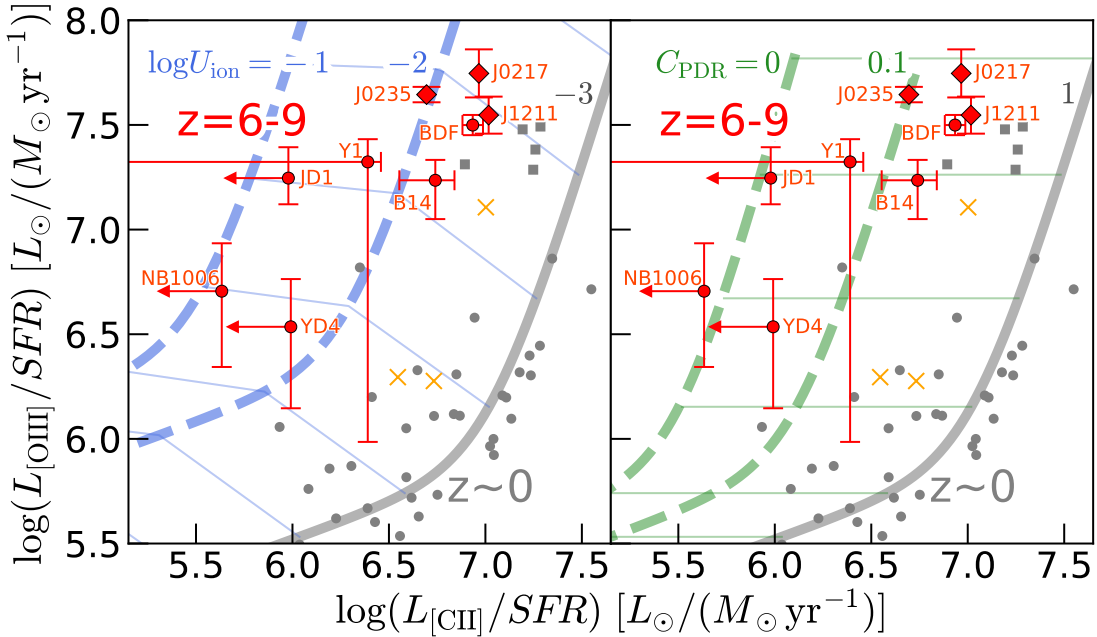 log(L[OIII]/SFR) [L⊙/(M⊙ yr⁻¹)]
8.0
7.5
7.0
6.5
6.0
5.5
logUion = −1
−2
−3
z=6-9
J0217
J0235
J1211
BDF
Y1
JD1
B14
NB1006
YD4
z~0
5.5 6.0 6.5 7.0 7.5
CPDR = 0
0.1
1
z=6-9
J0217
J0235
J1211
BDF
Y1
JD1
B14
NB1006
YD4
z~0
5.5 6.0 6.5 7.0 7.5
log(L[CII]/SFR) [L⊙/(M⊙ yr⁻¹)]